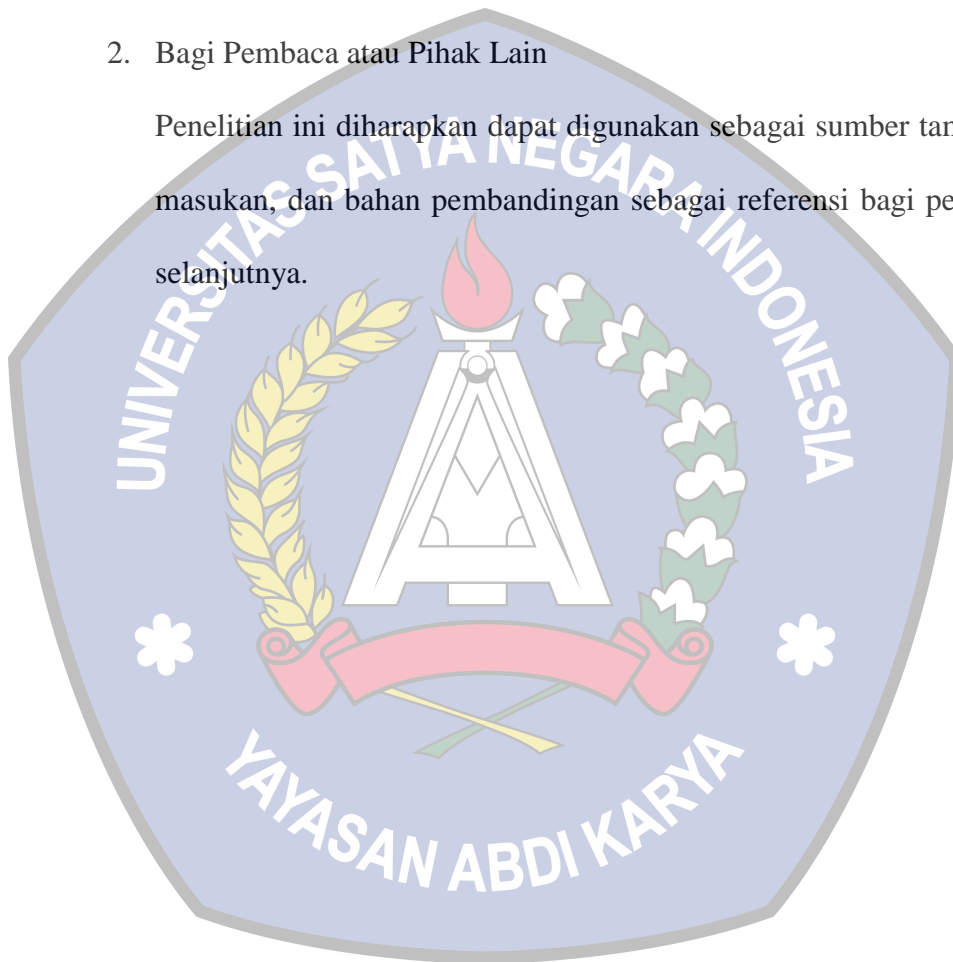 2. Bagi Pembaca atau Pihak Lain
Penelitian ini diharapkan dapat digunakan sebagai sumber
masukan, dan bahan pembandingan sebagai referensi bagi
selanjutnya.
UNIVERSITAS SATYA NEGARA INDONESIA
YAYASAN ABDI KARYA